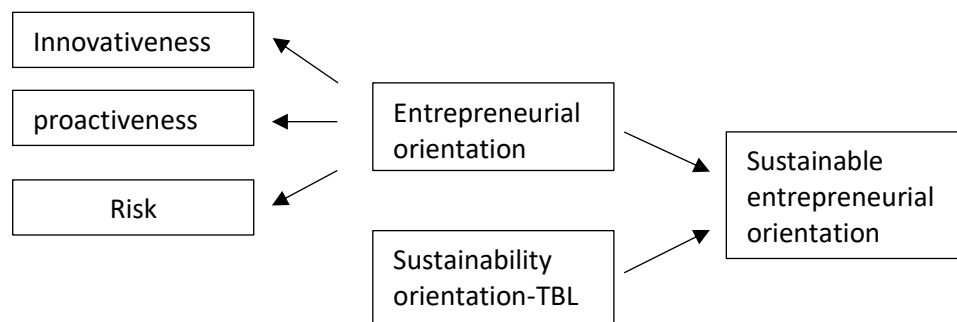 Innovativeness
proactiveness
Risk
Entrepreneurial
orientation
Sustainability
orientation-TBL
Sustainable
entrepreneurial
orientation